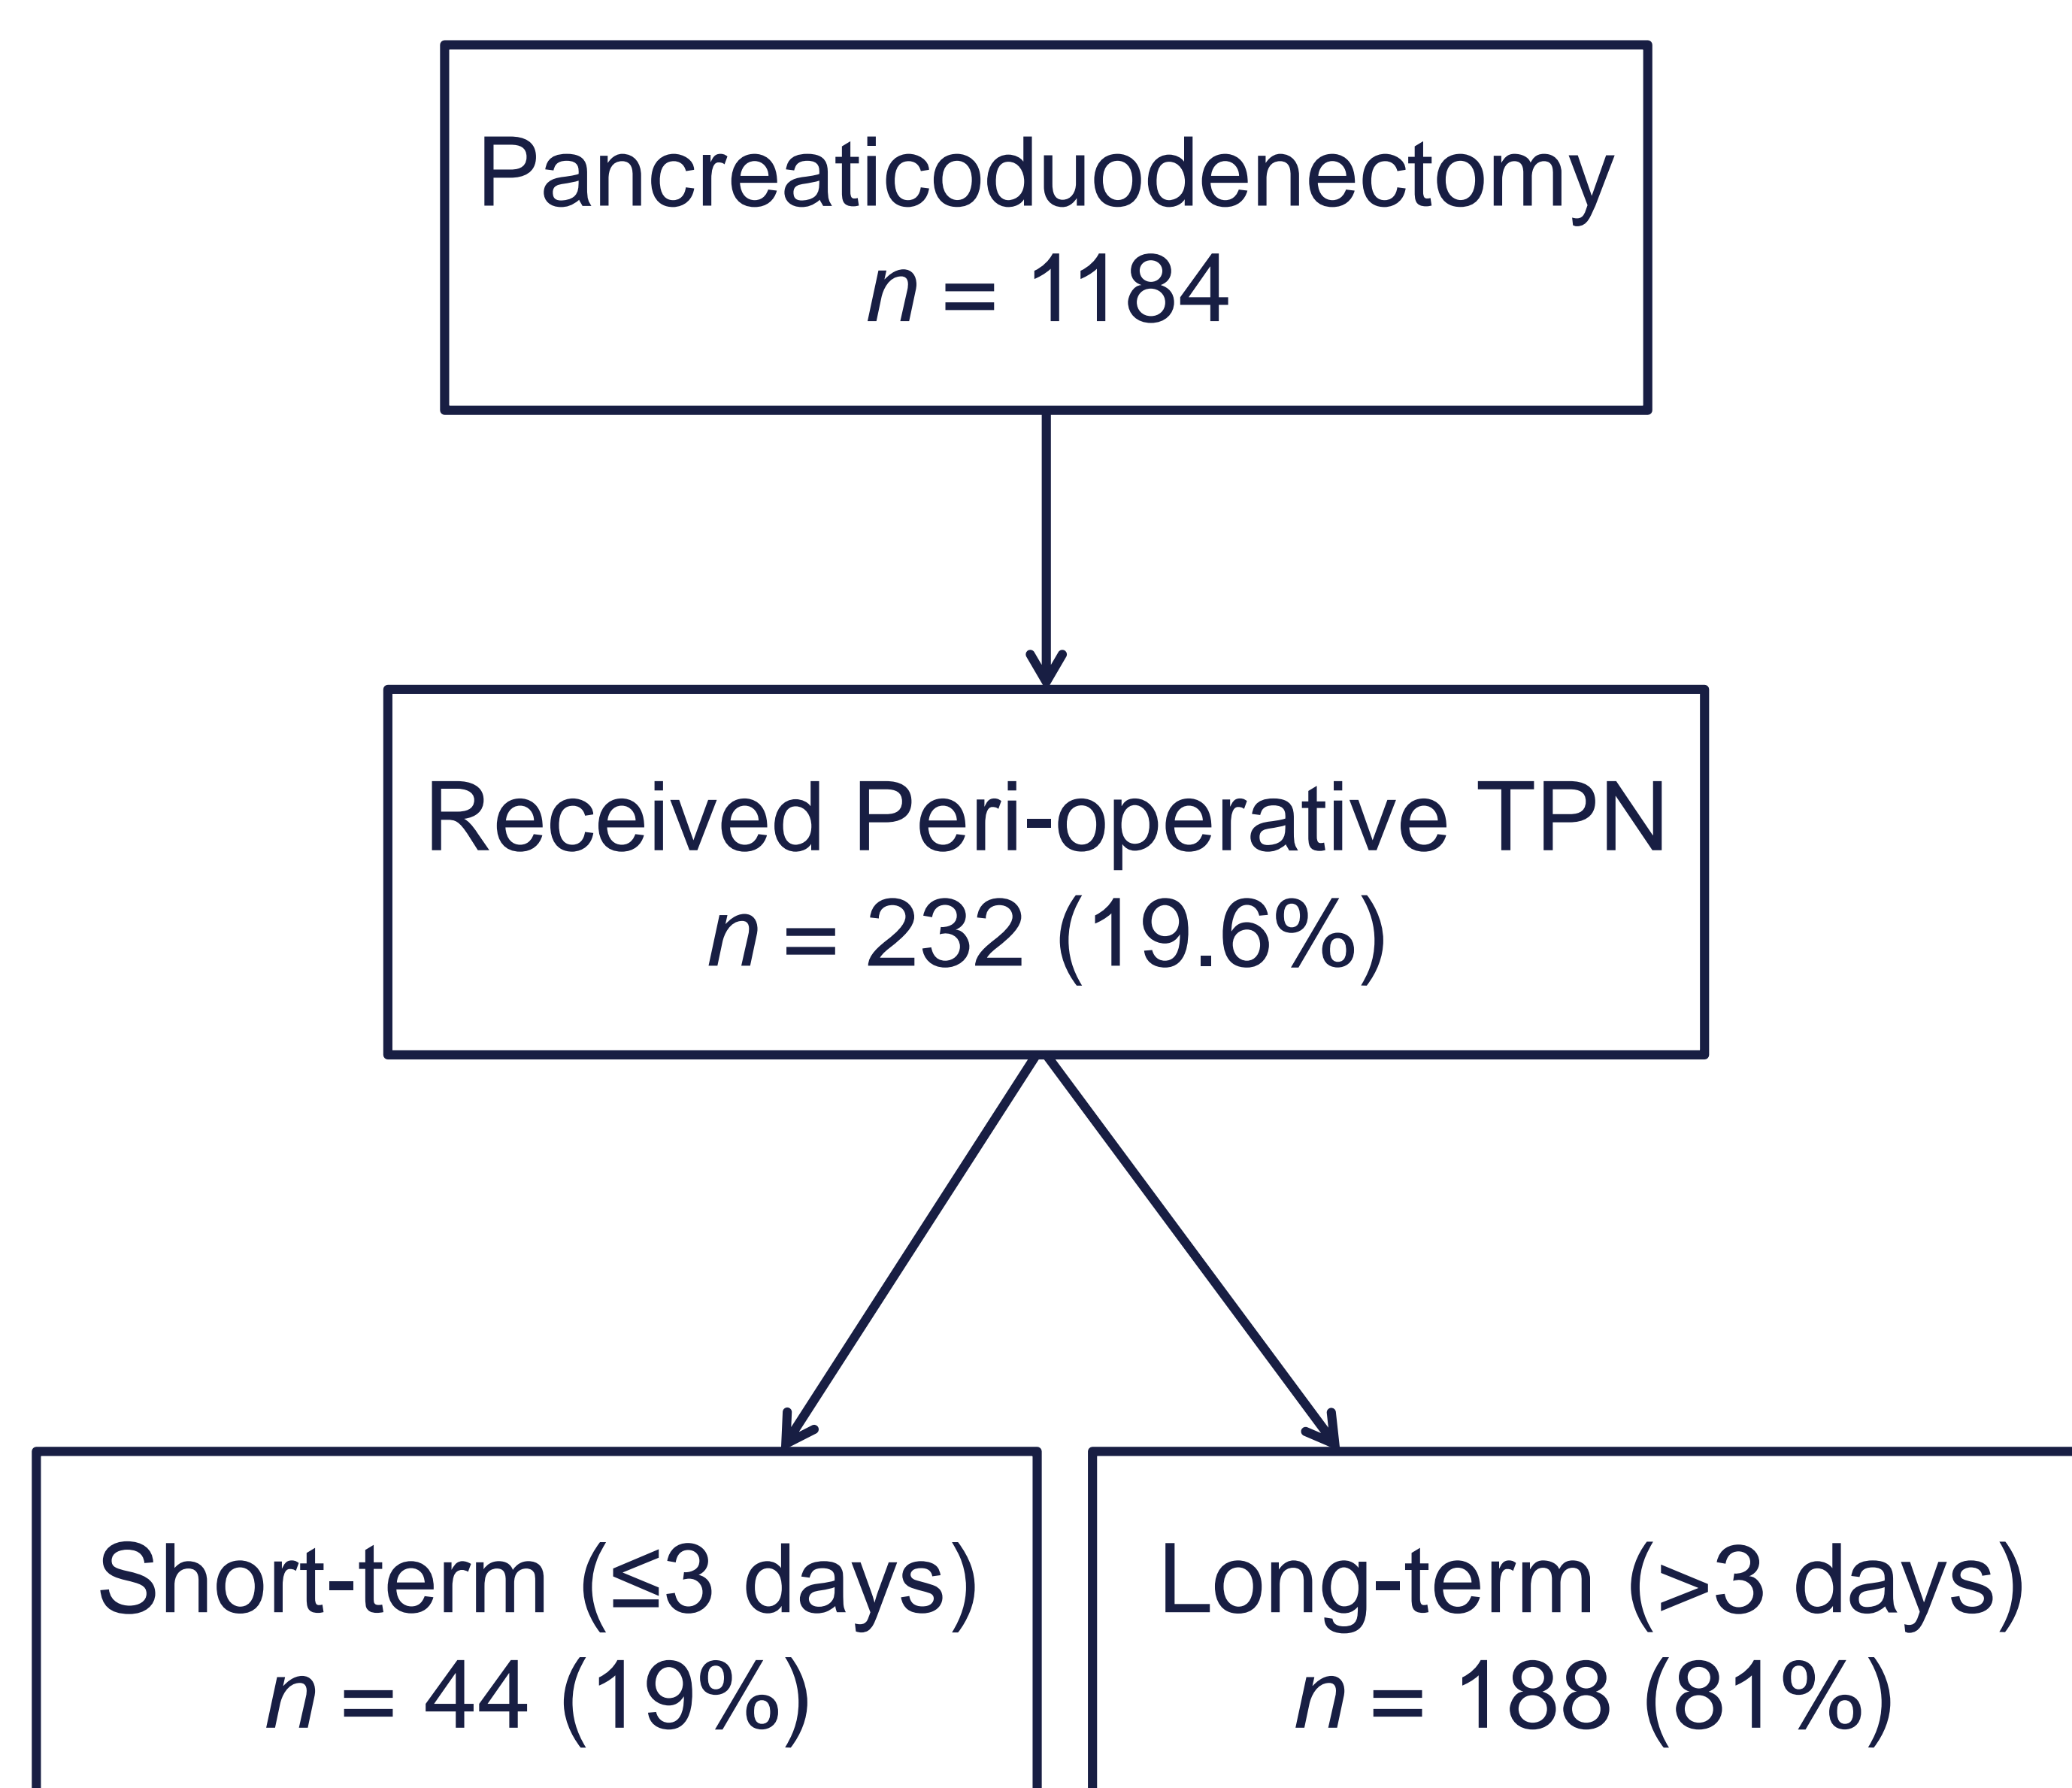 Pancreaticoduodenectomy
n = 1184
Received Peri-operative TPN
n = 232 (19.6%)
Short-term (≤3 days)
n = 44 (19%)
Long-term (>3 days)
n = 188 (81%)